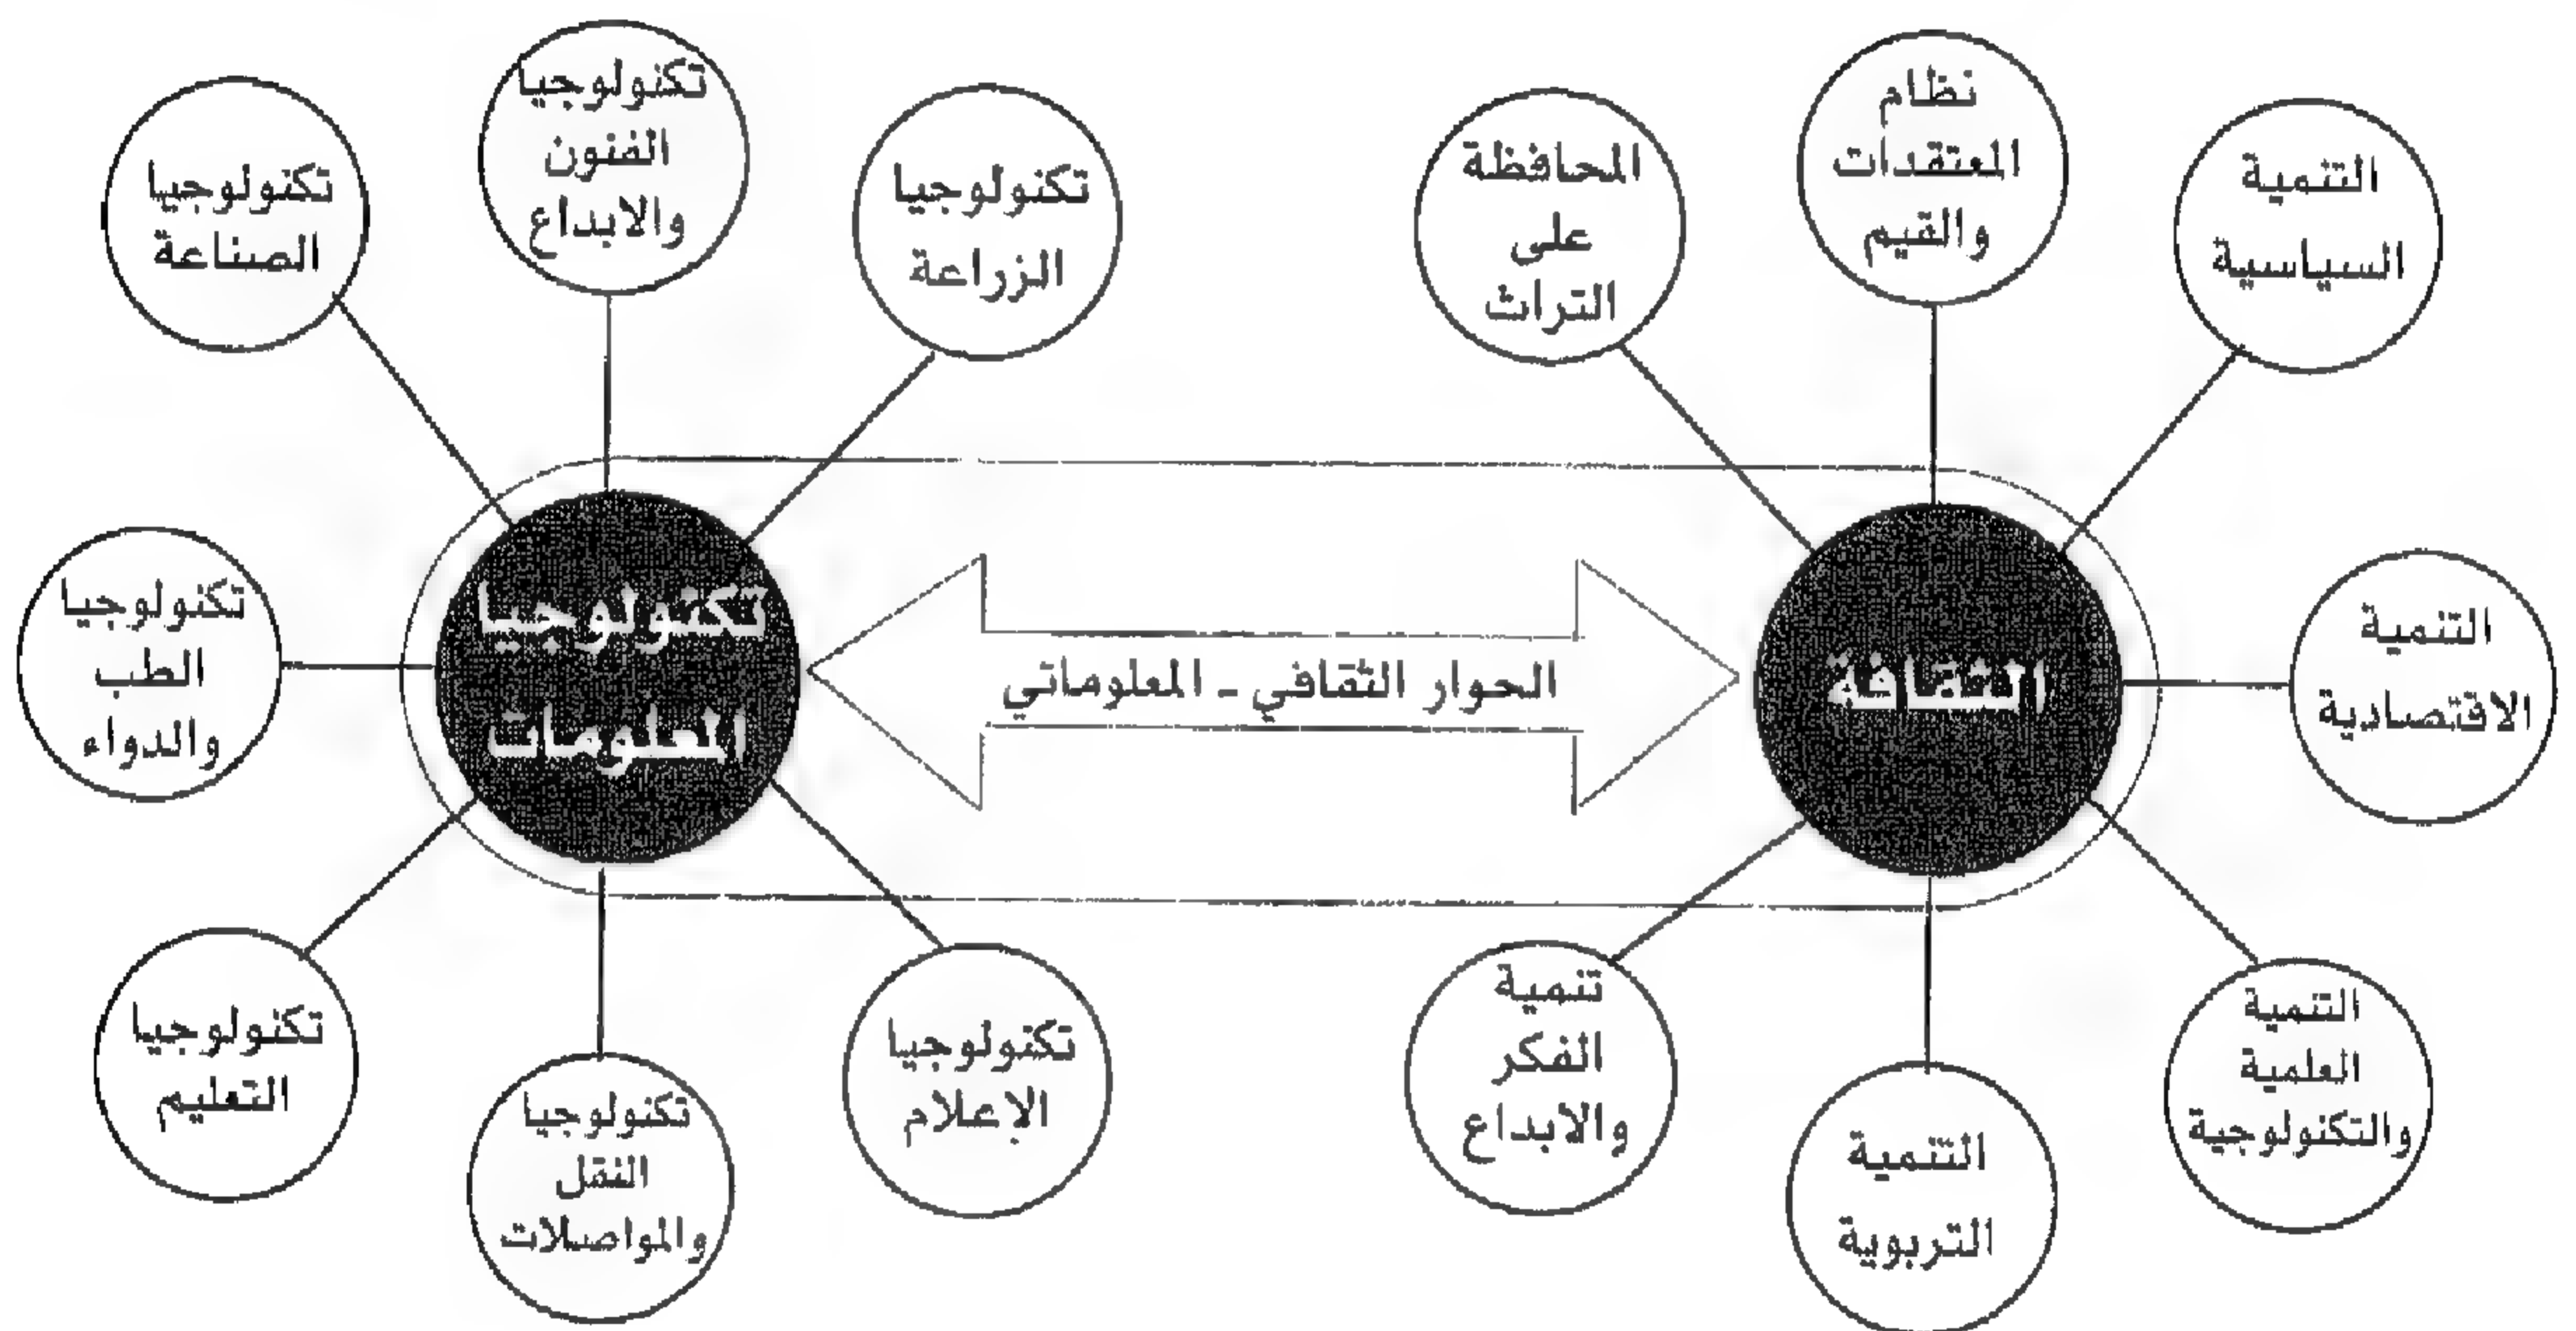 نظام
المعتقدات
والقيم
التنمية
السياسية
المحافظة
على
التراث
التنمية
الاقتصادية
الثقافة
التنمية
العلمية
والتكنولوجية
التنمية
التربوية
تنمية
الفكر
والابداع
الحوار الثقافي - المعلوماتي
تكنولوجيا
المعلومات
تكنولوجيا
الزراعة
تكنولوجيا
الفنون
والابداع
تكنولوجيا
الصناعة
تكنولوجيا
الطب
والدواء
تكنولوجيا
التعليم
تكنولوجيا
النقل
والمواصلات
تكنولوجيا
الإعلام